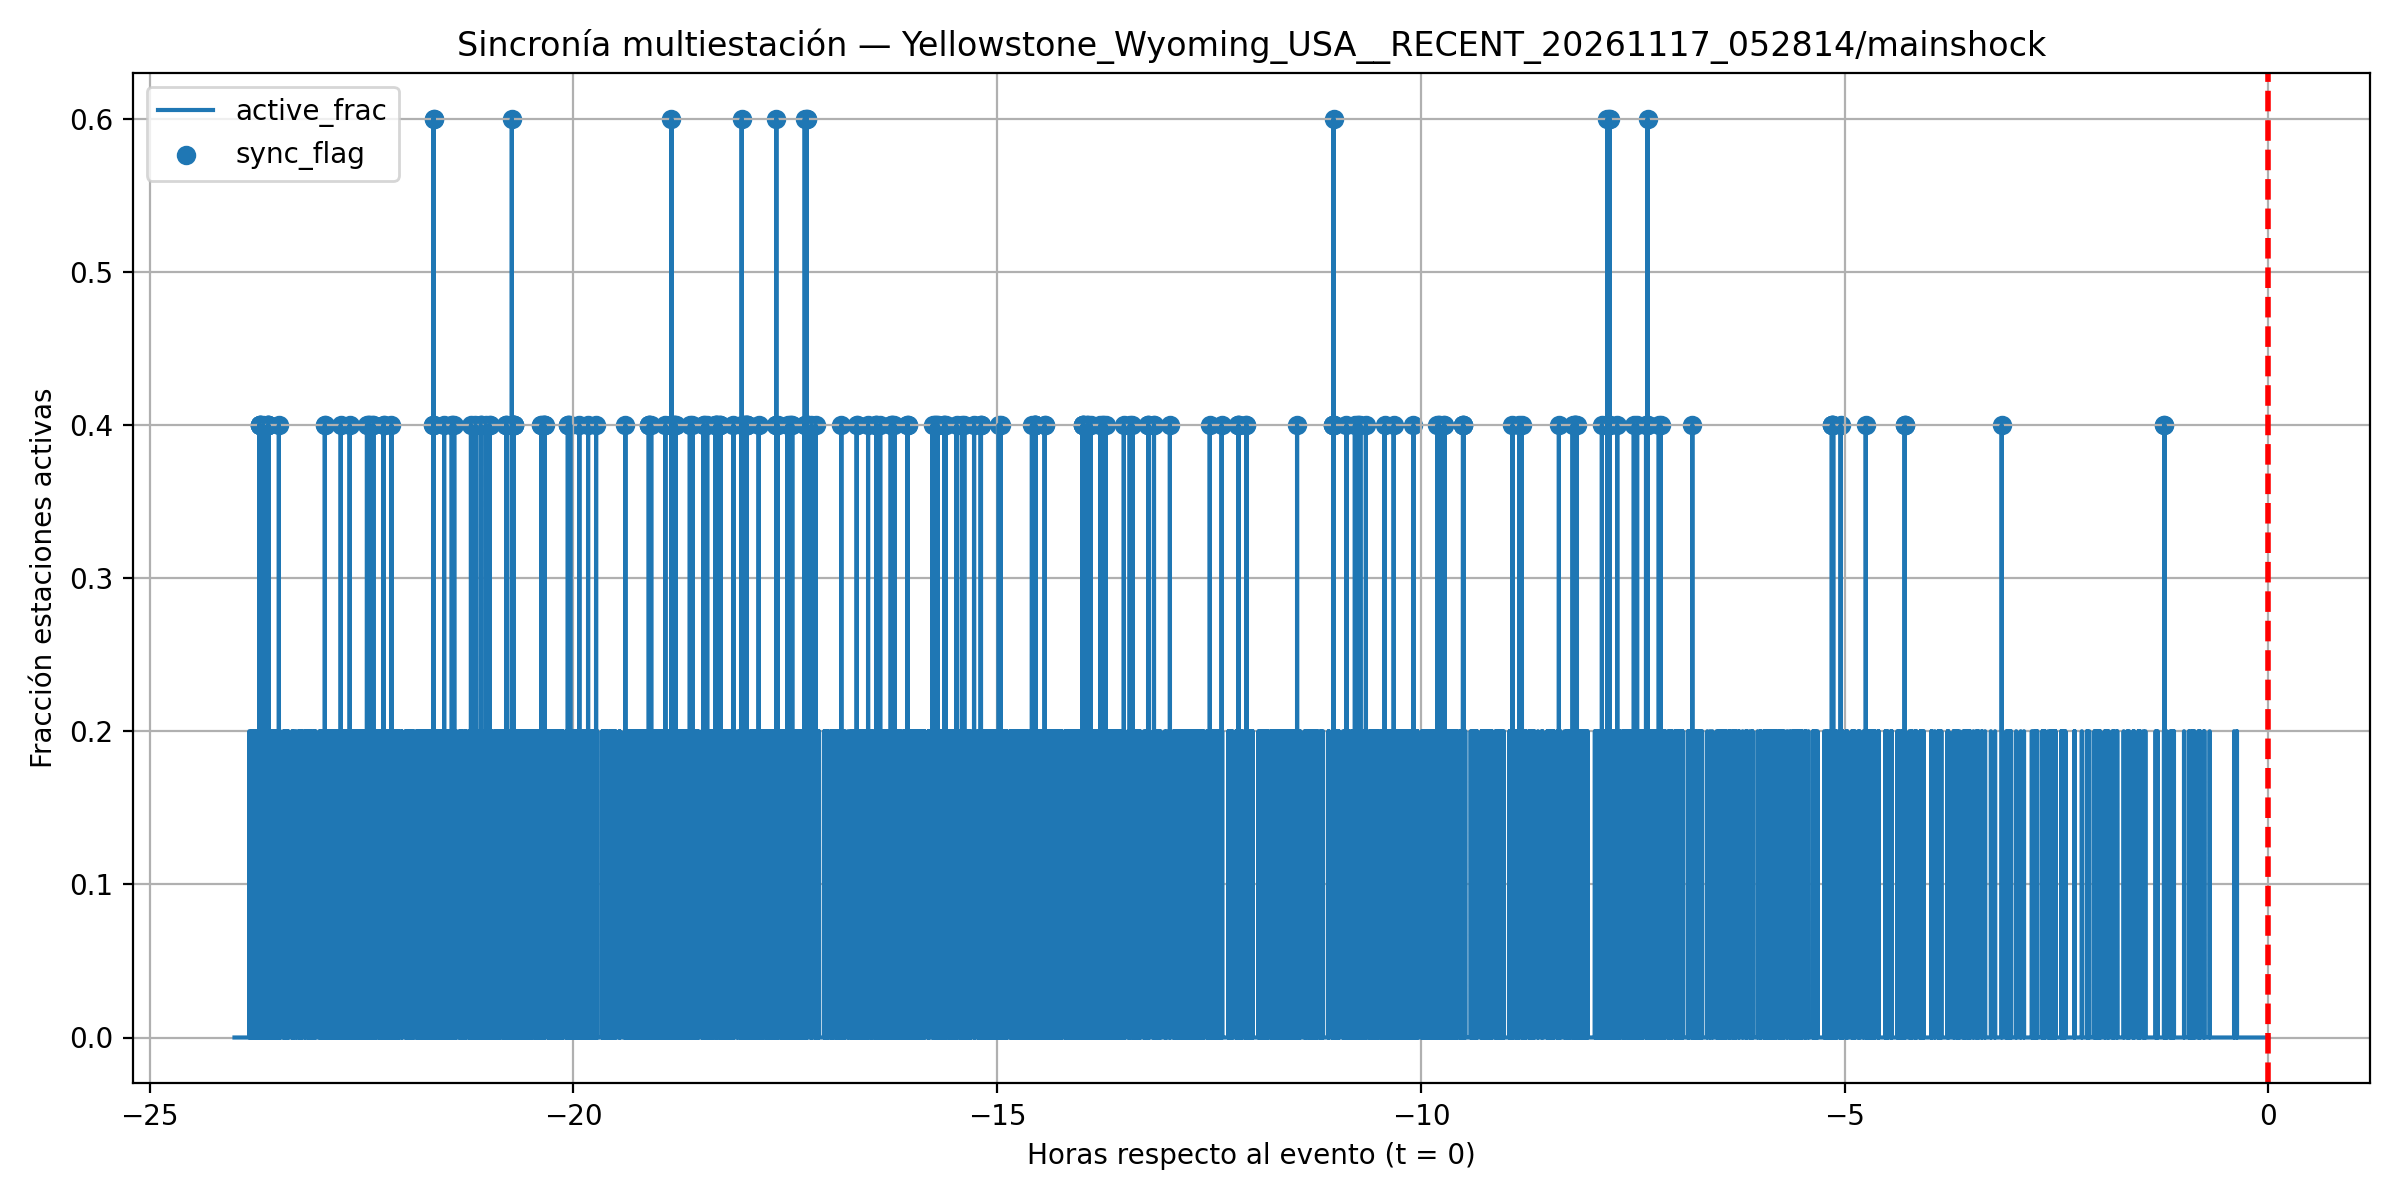 Sincronía multiestación — Yellowstone_Wyoming_USA__RECENT_20261117_052814/mainshock
active_frac
sync_flag
Fracción estaciones activas
0.6
0.5
0.4
0.3
0.2
0.1
0.0
−25
−20
−15
−10
−5
0
Horas respecto al evento (t = 0)